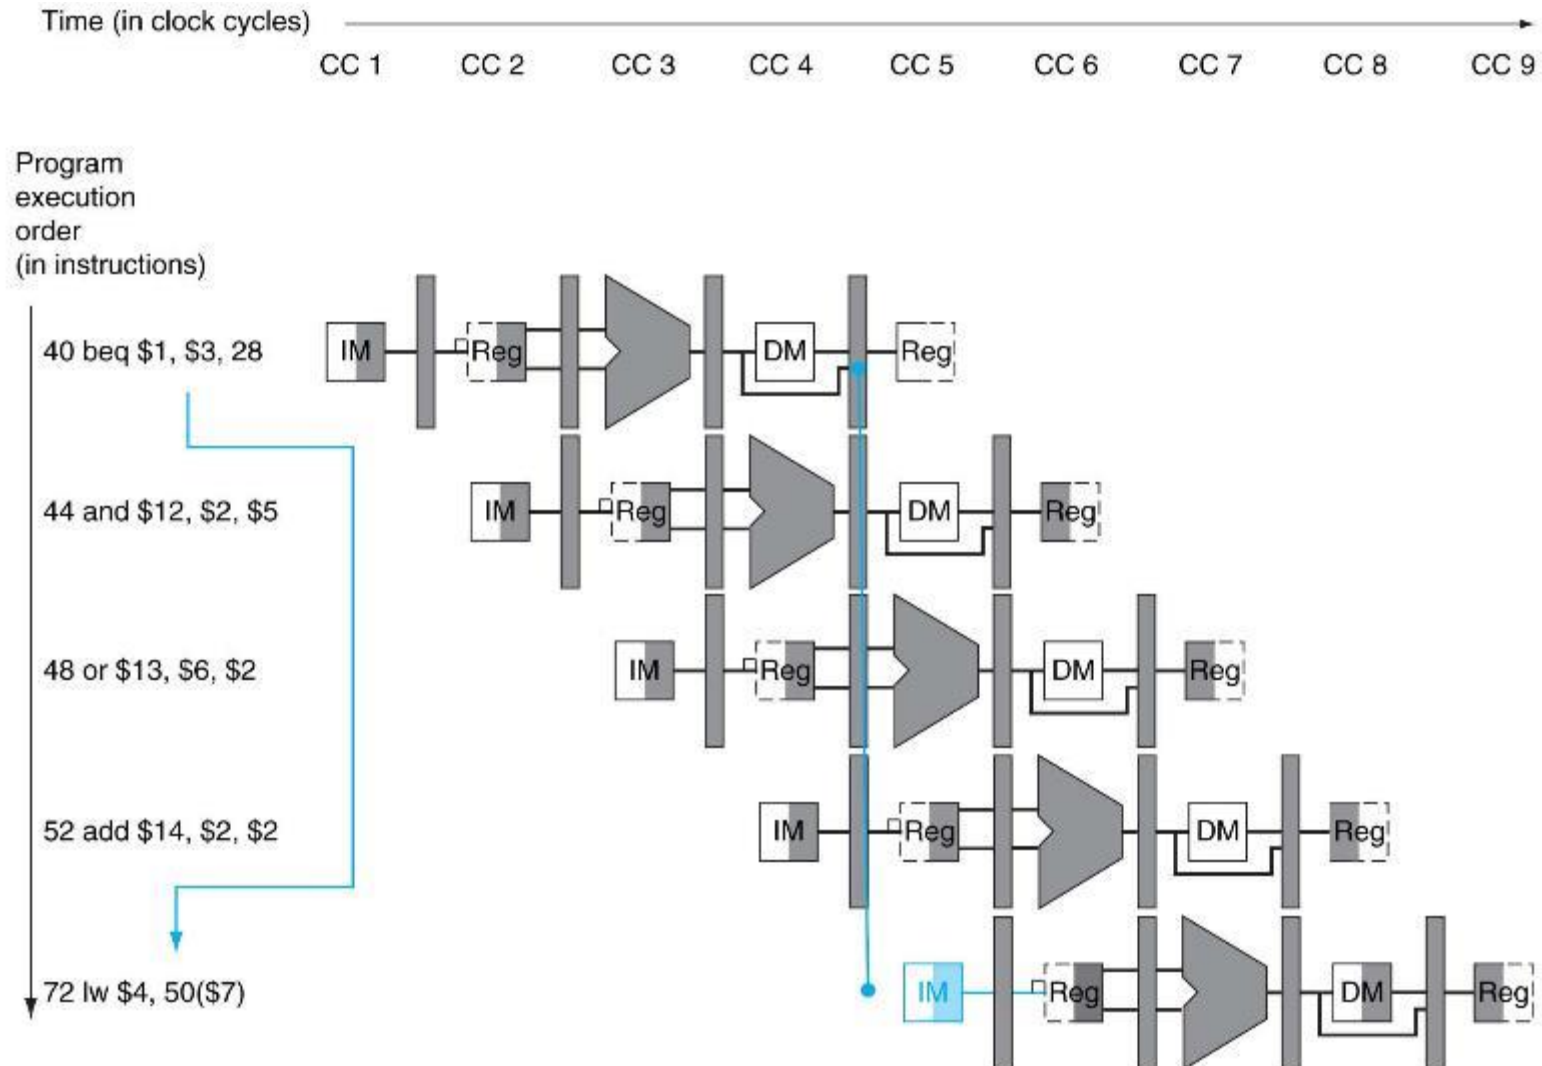 Time (in clock cycles)
CC 1 CC 2 CC 3 CC 4 CC 5 CC 6 CC 7 CC 8 CC 9
Program
execution
order
(in instructions)
40 beq $1, $3, 28 IM Reg DM Reg
44 and $12, $2, $5 IM Reg DM Reg
48 or $13, $6, $2 IM Reg DM Reg
52 add $14, $2, $2 IM Reg DM Reg
72 lw $4, 50($7) IM Reg DM Reg